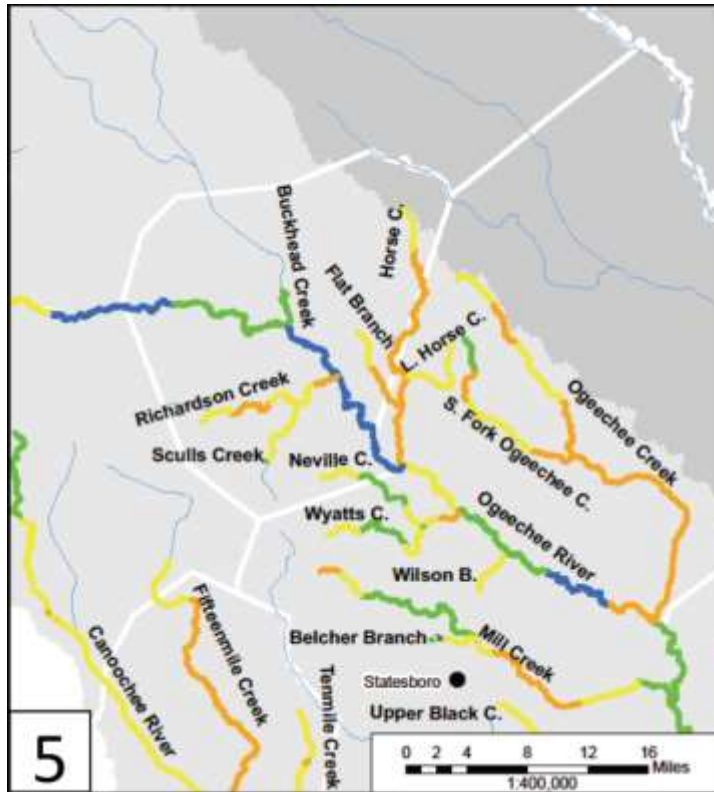 Horse C.
Buckhead Creek
Flat Branch
L. Horse C.
Richardson Creek
Ogeechee Creek
S. Fork Ogeechee C.
Sculls Creek
Neville C.
Wyatts C.
Ogeechee River
Wilson B.
Fifteenmile Creek
Belcher Branch
Mill Creek
Canoochee River
Statesboro
Tenmile Creek
Upper Black C.
5
0 2 4 8 12 16
Miles
1:400,000